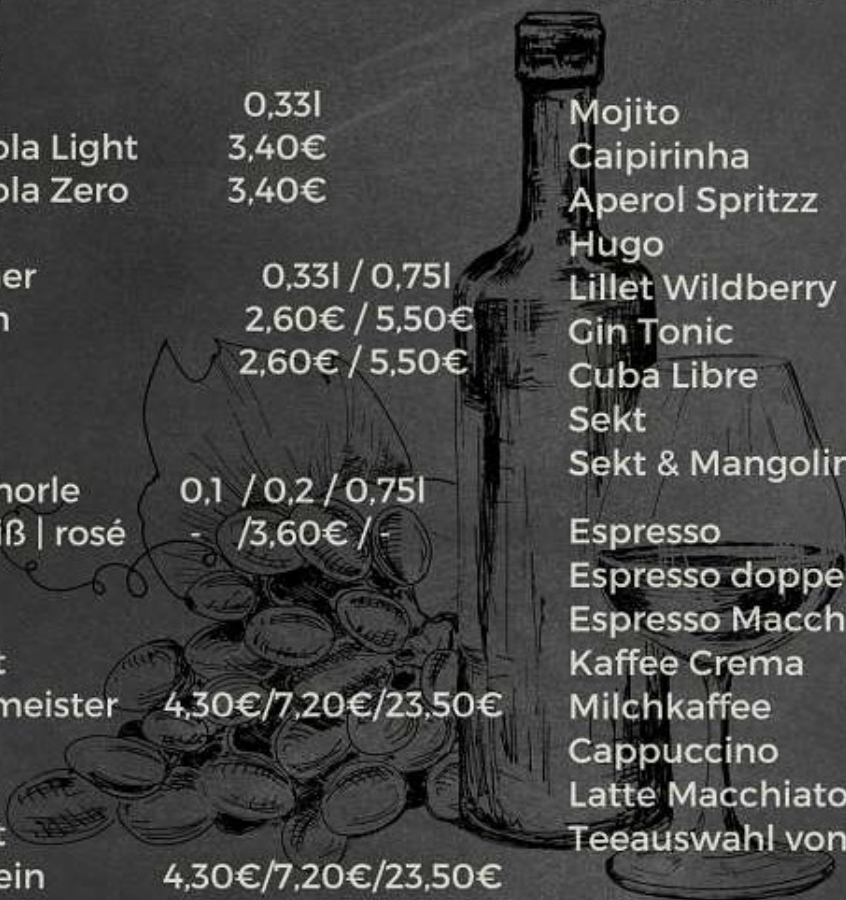 0,33l
ola Light 3,40€
ola Zero 3,40€
er 0,33l / 0,75l
n 2,60€ / 5,50€
2,60€ / 5,50€
horle 0,1 / 0,2 / 0,75l
iß | rosé - /3,60€ / -
t
meister 4,30€/7,20€/23,50€
t
ein 4,30€/7,20€/23,50€
Mojito
Caipirinha
Aperol Spritzz
Hugo
Lillet Wildberry
Gin Tonic
Cuba Libre
Sekt
Sekt & Mangolin
Espresso
Espresso doppe
Espresso Macch
Kaffee Crema
Milchkaffee
Cappuccino
Latte Macchiato
Teeauswahl von